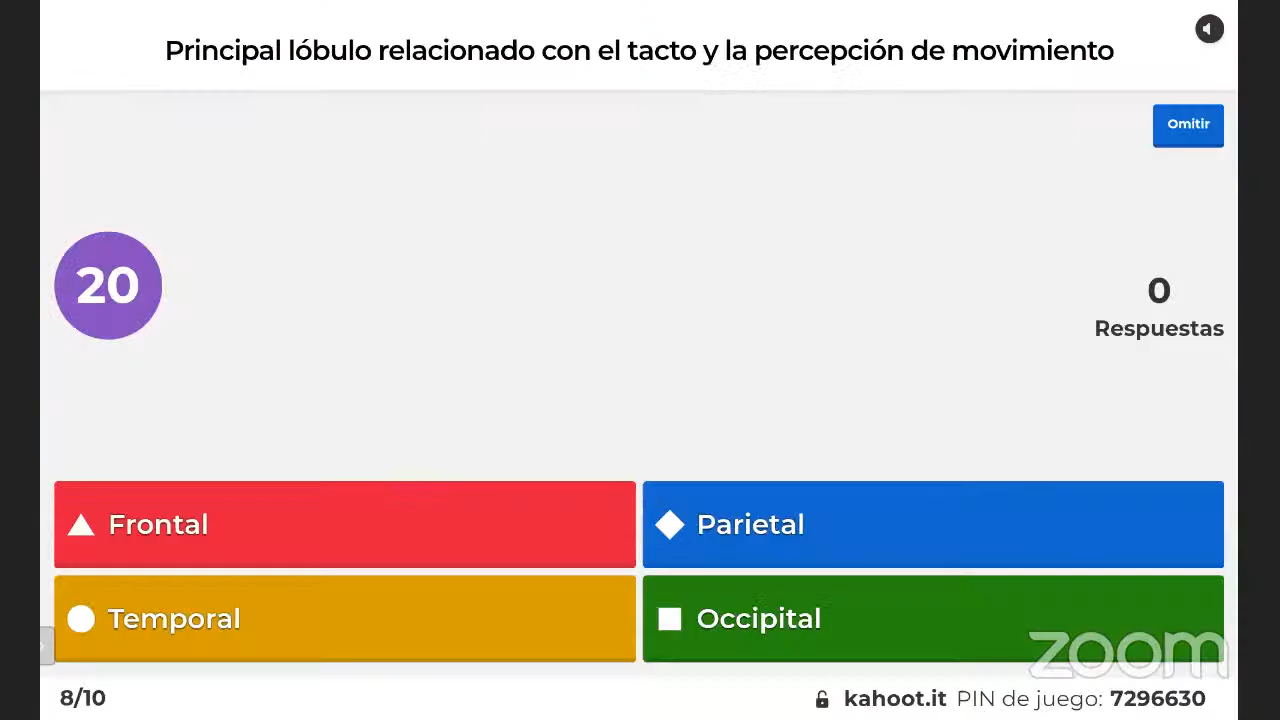 Principal lóbulo relacionado con el tacto y la percepción de movimiento
Omitir
20
0
Respuestas
Frontal
Parietal
Temporal
Occipital
zoom
8/10
kahoot.it PIN de juego: 7296630